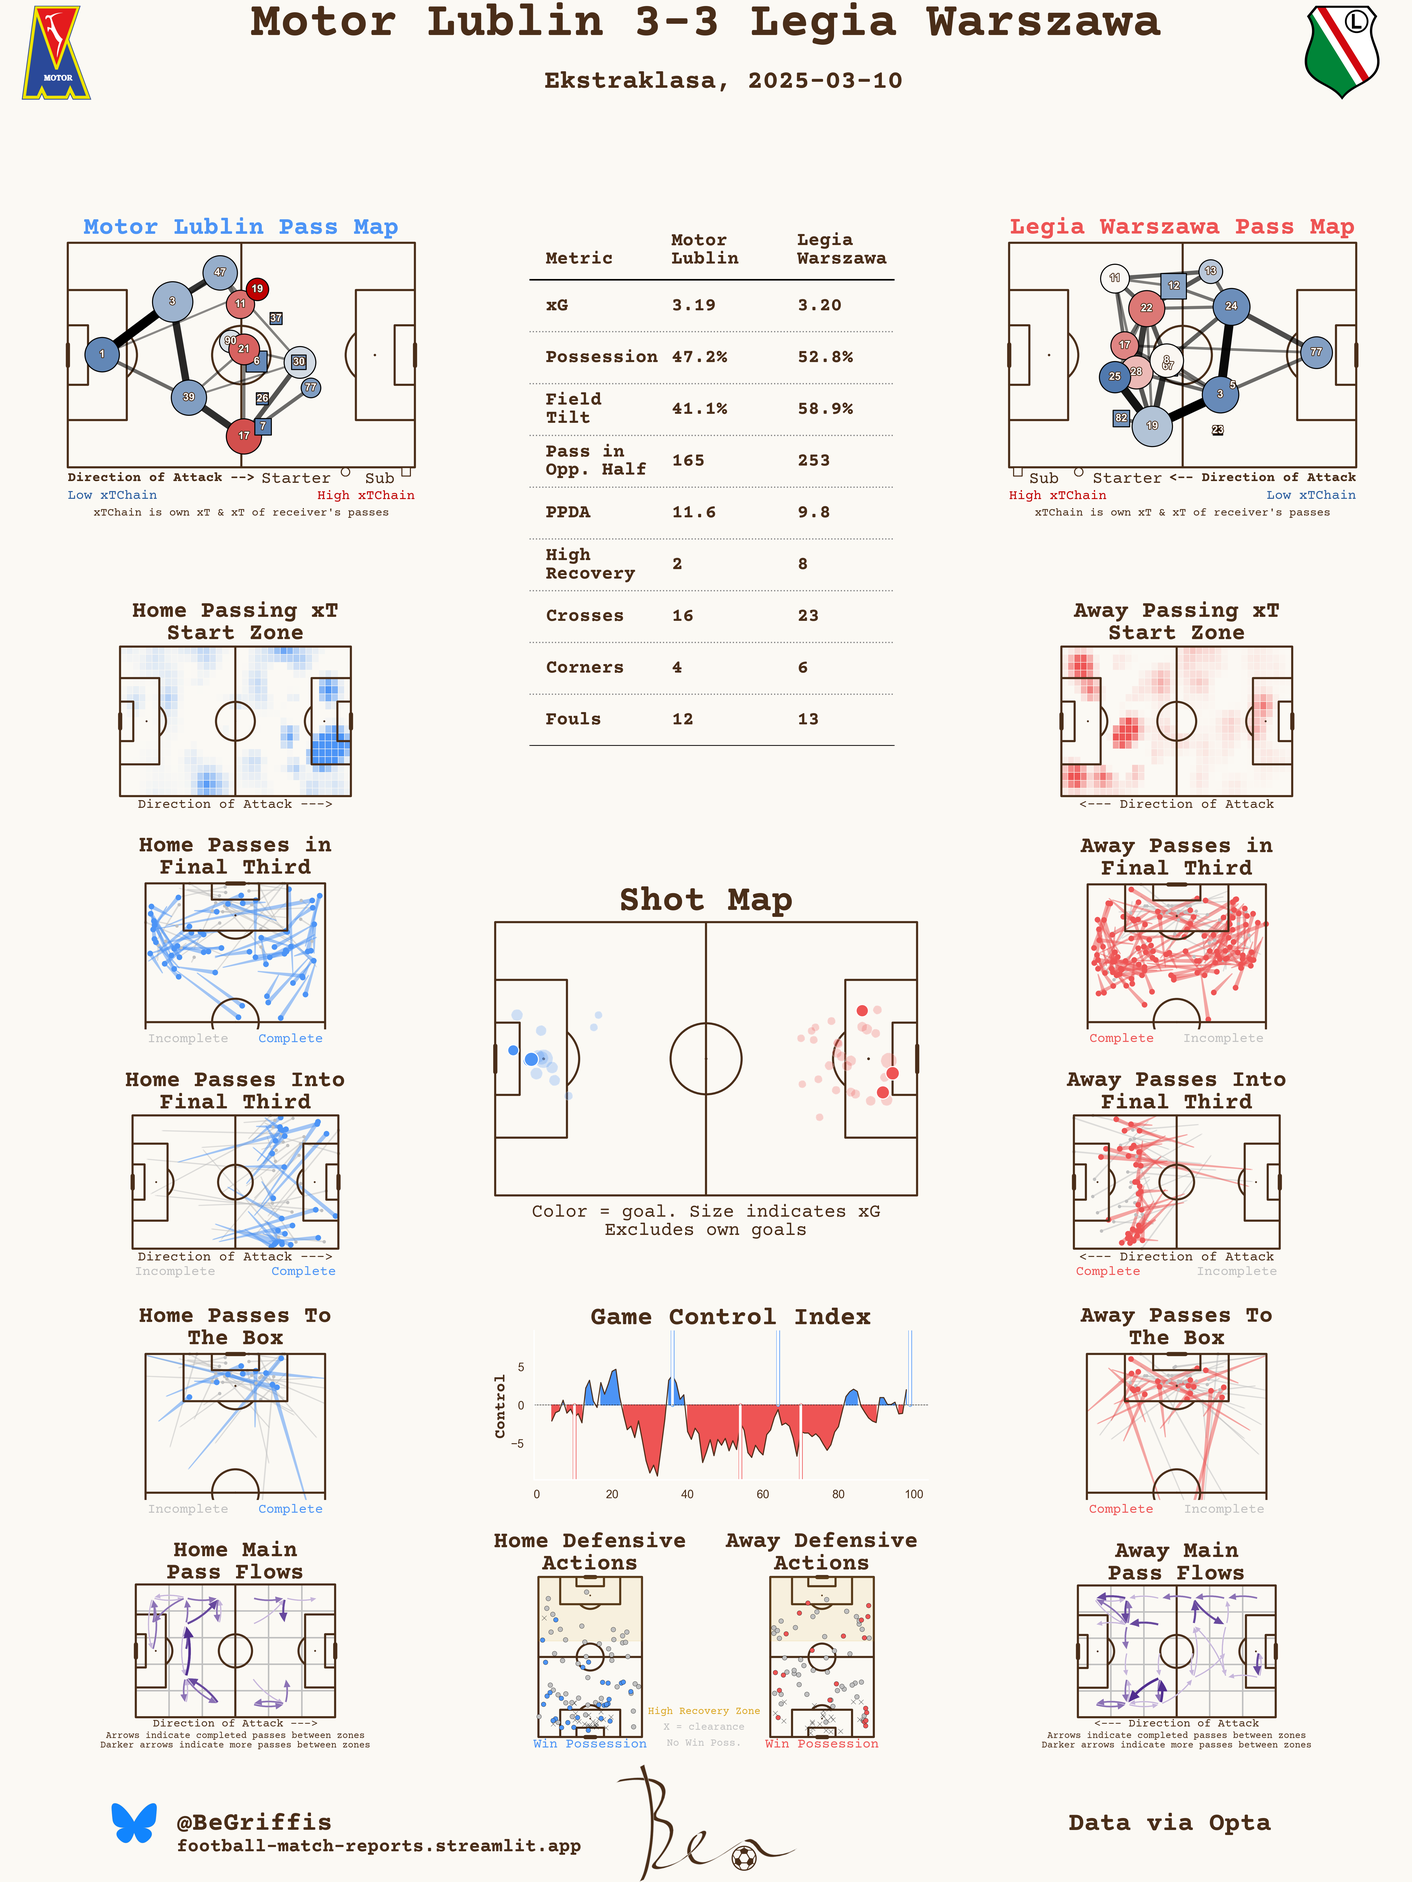 Motor Lublin 3-3 Legia Warszawa
Ekstraklasa, 2025-03-10
MOTOR
L
Motor Lublin Pass Map
47
19
3
11
37
90
21
1
6
30
77
39
26
7
17
Direction of Attack --> Starter Sub
Low xTChain High xTChain
xTChain is own xT & xT of receiver's passes
Metric Motor Lublin Legia Warszawa
xG 3.19 3.20
Possession 47.2% 52.8%
Field Tilt 41.1% 58.9%
Pass in Opp. Half 165 253
PPDA 11.6 9.8
High Recovery 2 8
Crosses 16 23
Corners 4 6
Fouls 12 13
Legia Warszawa Pass Map
11
13
12
22
24
17
8
67
77
28
25
5
3
82
19
23
Sub Starter <-- Direction of Attack
High xTChain Low xTChain
xTChain is own xT & xT of receiver's passes
Home Passing xT
Start Zone
Direction of Attack --->
Away Passing xT
Start Zone
<--- Direction of Attack
Home Passes in
Final Third
Incomplete Complete
Away Passes in
Final Third
Complete Incomplete
Shot Map
Color = goal. Size indicates xG
Excludes own goals
Home Passes Into
Final Third
Direction of Attack --->
Incomplete Complete
Away Passes Into
Final Third
<--- Direction of Attack
Complete Incomplete
Home Passes To
The Box
Incomplete Complete
Game Control Index
Control
5
0
−5
0 20 40 60 80 100
Away Passes To
The Box
Complete Incomplete
Home Main
Pass Flows
Direction of Attack --->
Arrows indicate completed passes between zones
Darker arrows indicate more passes between zones
Home Defensive
Actions
Win Possession
Away Defensive
Actions
Win Possession
High Recovery Zone
X = clearance
No Win Poss.
Away Main
Pass Flows
<--- Direction of Attack
Arrows indicate completed passes between zones
Darker arrows indicate more passes between zones
@BeGriffis
football-match-reports.streamlit.app
Ben
Data via Opta